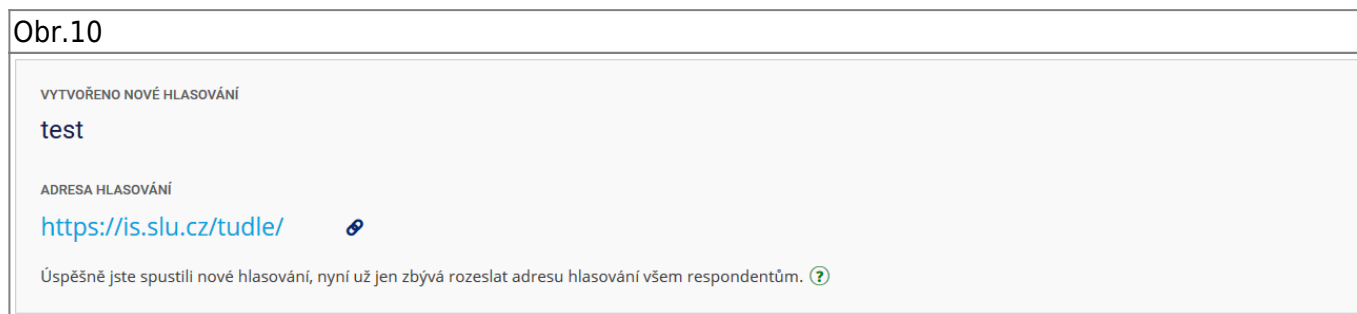 Obr.10
VYTVOŘENO NOVÉ HLASOVÁNÍ
test
ADRESA HLASOVÁNÍ
https://is.slu.cz/tudle/
Úspěšně jste spustili nové hlasování, nyní už jen zbývá rozeslat adresu hlasování všem respondentům. ?